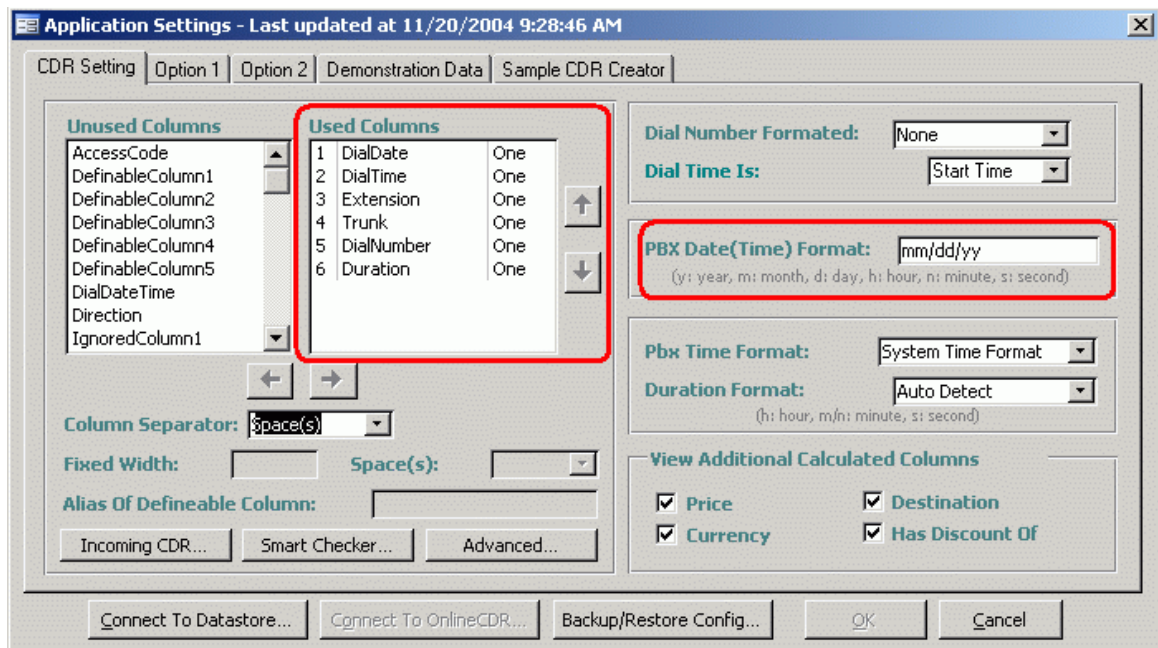 Application Settings - Last updated at 11/20/2004 9:28:46 AM
CDR Setting Option 1 Option 2 Demonstration Data Sample CDR Creator
Unused Columns
AccessCode
DefinableColumn1
DefinableColumn2
DefinableColumn3
DefinableColumn4
DefinableColumn5
DialDateTime
Direction
IgnoredColumn1
Used Columns
1 DialDate One
2 DialTime One
3 Extension One
4 Trunk One
5 DialNumber One
6 Duration One
Column Separator: Space(s)
Fixed Width: Space(s):
Alias Of Defineable Column:
Incoming CDR... Smart Checker... Advanced...
Dial Number Formated: None
Dial Time Is: Start Time
PBX Date(Time) Format: mm/dd/yy
(y: year, m: month, d: day, h: hour, n: minute, s: second)
Pbx Time Format: System Time Format
Duration Format: Auto Detect
(h: hour, m/n: minute, s: second)
View Additional Calculated Columns
Price Destination
Currency Has Discount Of
Connect To Datastore... Connect To OnlineCDR... Backup/Restore Config... OK Cancel